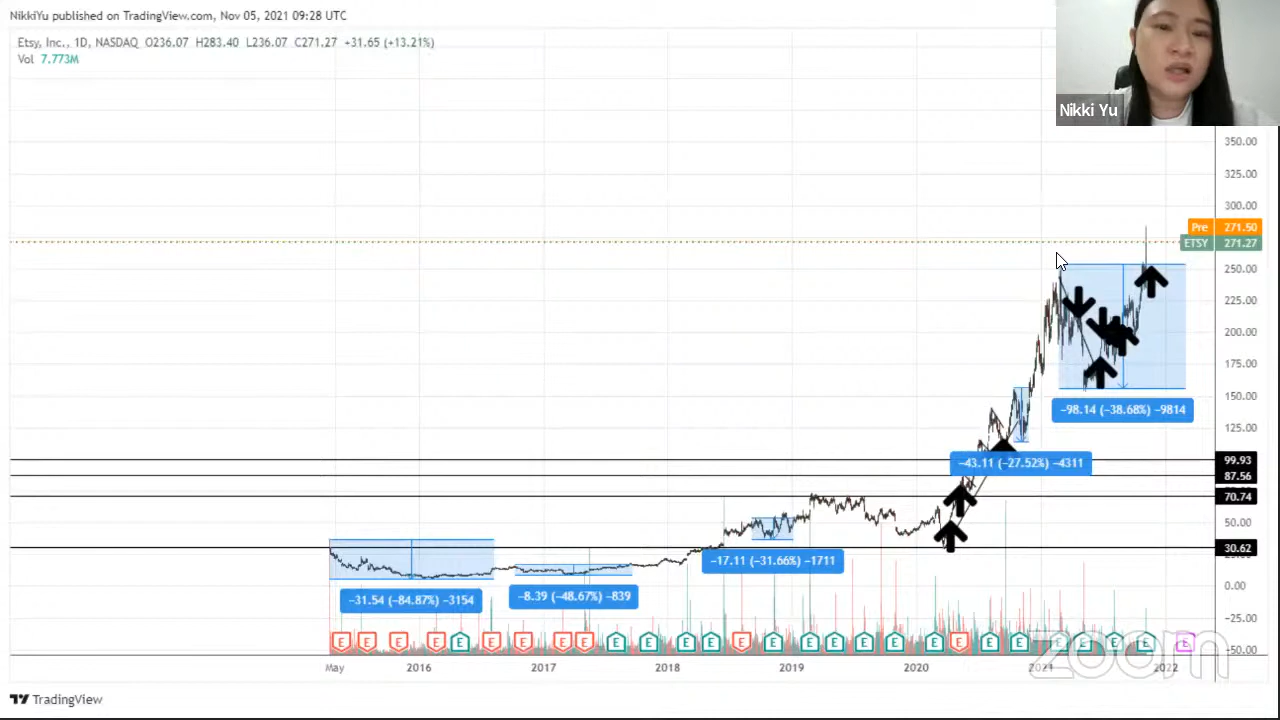 NikkiYu published on TradingView.com, Nov 05, 2021 09:28 UTC
Etsy, Inc., 1D, NASDAQ O236.07 H283.40 L236.07 C271.27 +31.65 (+13.21%)
Vol 7.773M
Nikki Yu
350.00
325.00
300.00
Pre 271.50
ETSY 271.27
250.00
225.00
200.00
175.00
150.00
−98.14 (−38.68%) −9814
125.00
99.93
−43.11 (−27.52%) −4311
87.56
70.74
50.00
30.62
−17.11 (−31.66%) −1711
0.00
−31.54 (−84.87%) −3154
−8.39 (−48.67%) −839
−25.00
E E E E E E E E E E E E E E E E E E E E E E E E E E E
−50.00
zoom
May 2016 2017 2018 2019 2020 2021 2022
TradingView